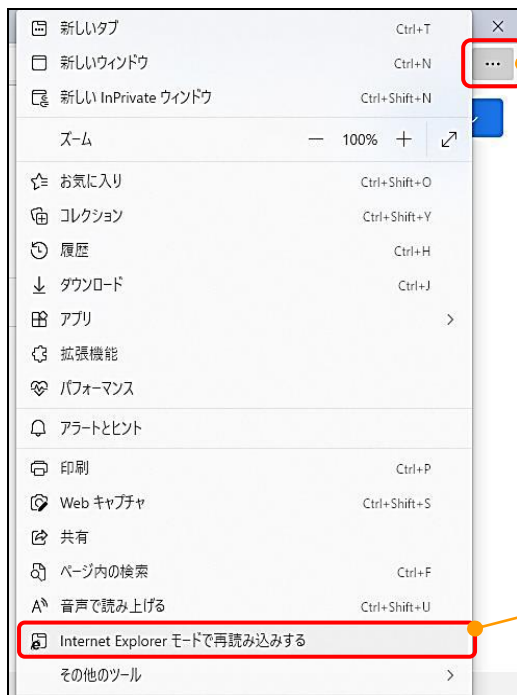 新しいタブ Ctrl+T
新しいウィンドウ Ctrl+N
新しい InPrivate ウィンドウ Ctrl+Shift+N
ズーム — 100% +
お気に入り Ctrl+Shift+O
コレクション Ctrl+Shift+Y
履歴 Ctrl+H
ダウンロード Ctrl+J
アプリ
拡張機能
パフォーマンス
アラートとヒント
印刷 Ctrl+P
Web キャプチャ Ctrl+Shift+S
共有
ページ内の検索 Ctrl+F
音声で読み上げる Ctrl+Shift+U
Internet Explorer モードで再読み込みする
その他のツール